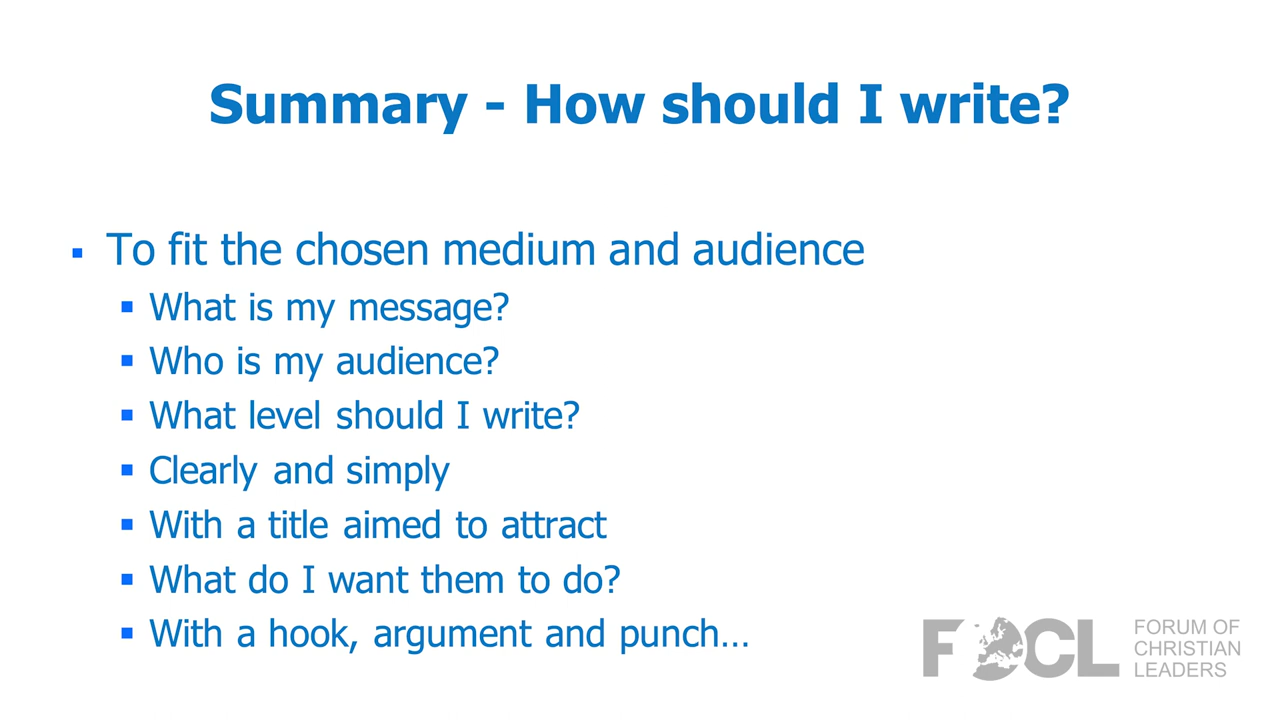 Summary - How should I write?
▪ To fit the chosen medium and audience
▪ What is my message?
▪ Who is my audience?
▪ What level should I write?
▪ Clearly and simply
▪ With a title aimed to attract
▪ What do I want them to do?
▪ With a hook, argument and punch...
FOCL
FORUM OF
CHRISTIAN
LEADERS